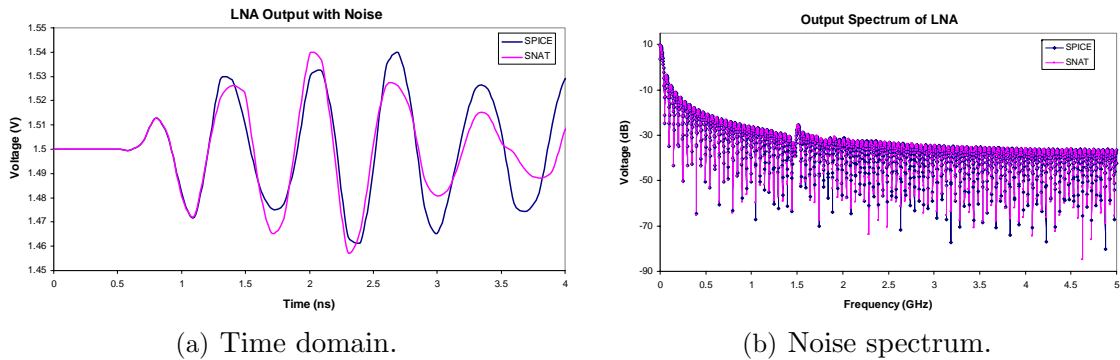 LNA Output with Noise
1.55
1.54
1.53
1.52
1.51
1.5
1.49
1.48
1.47
1.46
1.45
Voltage (V)
0 0.5 1 1.5 2 2.5 3 3.5 4
Time (ns)
SPICE
SNAT
(a) Time domain.
Output Spectrum of LNA
10
-10
-30
-50
-70
-90
Voltage (dB)
0 0.5 1 1.5 2 2.5 3 3.5 4 4.5 5
Frequency (GHz)
SPICE
SNAT
(b) Noise spectrum.